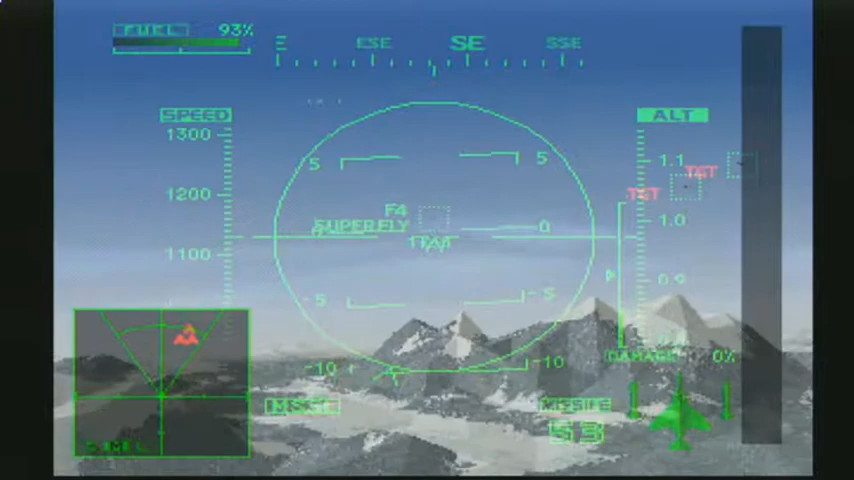 FUEL 93%
E ESE SE SSE
SPEED
ALT
1300
1200
1100
1.1
1.0
0.9
TGT
TGT
5 5
F4
SUPERFLY
0
-5 -5
-10 -10
DAMAGE 0%
MSSL
MISSILE
53